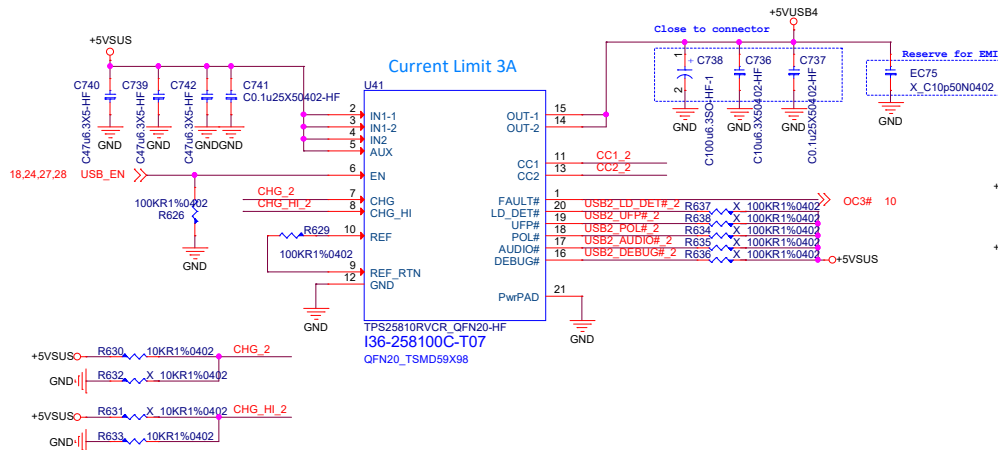 +5VUSB4
Close to connector
+5VSUS
Reserve for EMI
Current Limit 3A
C740
C739
C742
C741
C47u6.3X5-HF
C47u6.3X5-HF
C47u6.3X5-HF
C0.1u25X50402-HF
GND GND GND GND
1
+
2
C738
C736
C737
C100u6.3SO-HF-1
C10u6.3X50402-HF
C0.1u25X50402-HF
GND GND GND
EC75
X_C10p50N0402
GND
U41
2 IN1-1 OUT-1 15
3 IN1-2 OUT-2 14
4 IN2
5 AUX
CC1 11 CC1_2
CC2 13 CC2_2
18,24,27,28 USB_EN 6 EN
100KR1%0402
R626
GND
CHG_2 7 CHG
CHG_HI_2 8 CHG_HI
R629 10 REF
100KR1%0402
9 REF_RTN
12 GND
GND
FAULT# 1 OC3# 10
LD_DET# 20 USB2_LD_DET#_2 R637 X_100KR1%0402
UFP# 19 USB2_UFP#_2 R638 X_100KR1%0402
POL# 18 USB2_POL#_2 R634 X_100KR1%0402
AUDIO# 17 USB2_AUDIO#_2 R635 X_100KR1%0402
DEBUG# 16 USB2_DEBUG#_2 R636 X_100KR1%0402
+5VSUS
PwrPAD 21
GND
TPS25810RVCR_QFN20-HF
I36-258100C-T07
QFN20_TSMD59X98
+5VSUS R630 10KR1%0402 CHG_2
GND R632 X_10KR1%0402
+5VSUS R631 X_10KR1%0402 CHG_HI_2
GND R633 10KR1%0402
+
+